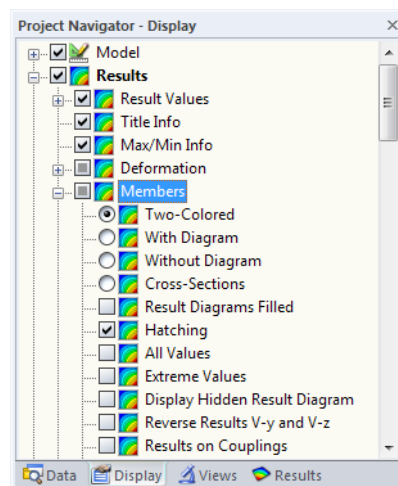 Project Navigator - Display
Model
Results
Result Values
Title Info
Max/Min Info
Deformation
Members
Two-Colored
With Diagram
Without Diagram
Cross-Sections
Result Diagrams Filled
Hatching
All Values
Extreme Values
Display Hidden Result Diagram
Reverse Results V-y and V-z
Results on Couplings
Data Display Views Results